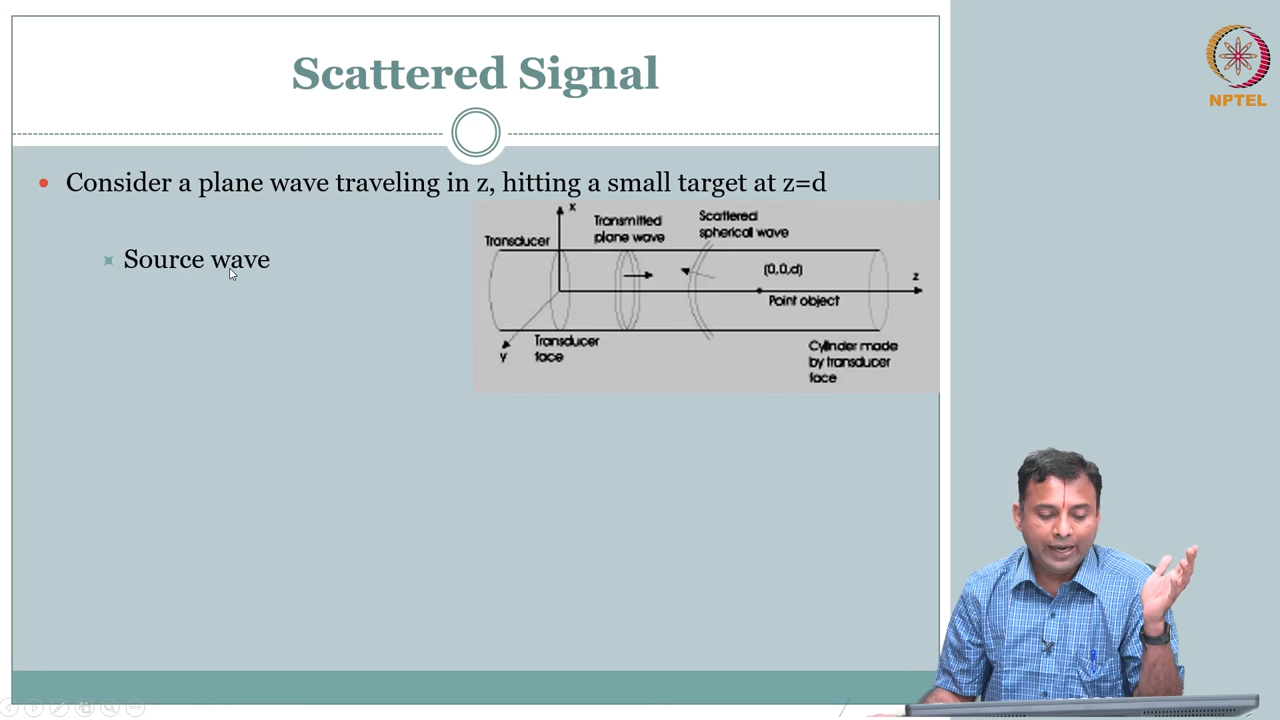 Scattered Signal
NPTEL
Consider a plane wave traveling in z, hitting a small target at z=d
Source wave
x
Transducer
Transmitted
plane wave
Scattered
spherical wave
(0,0,d)
z
Point object
Transducer
face
y
Cylinder made
by transducer
face